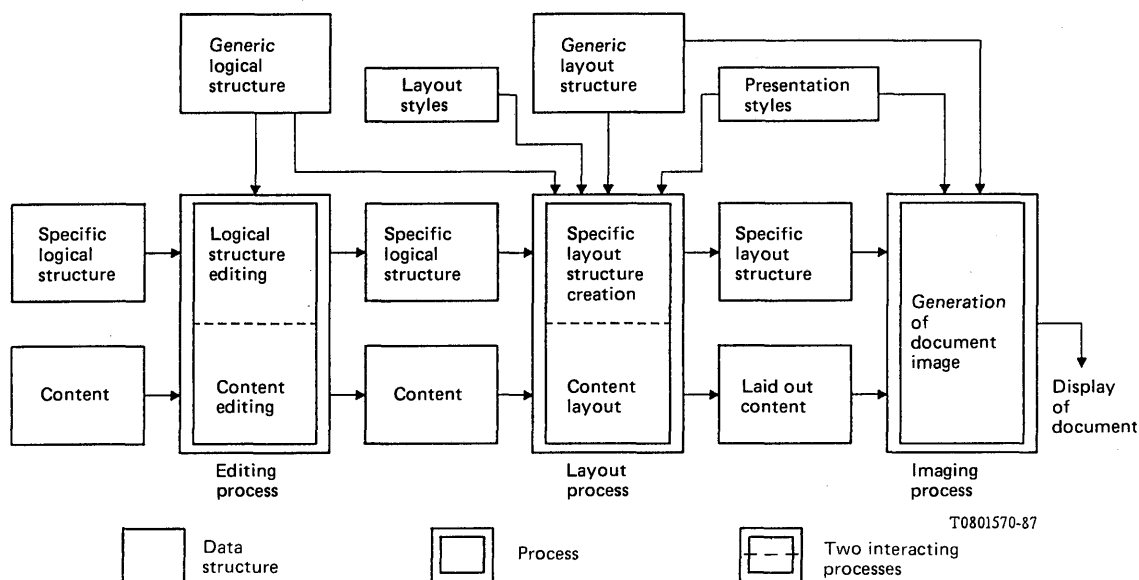 Generic
logical
structure
Layout
styles
Generic
layout
structure
Presentation
styles
Specific
logical
structure
Logical
structure
editing
Specific
logical
structure
Specific
layout
structure
creation
Specific
layout
structure
Generation
of
document
image
Content
Content
editing
Content
Content
layout
Laid out
content
Display
of
document
Editing
process
Layout
process
Imaging
process
T0801570-87
Data
structure
Process
Two interacting
processes